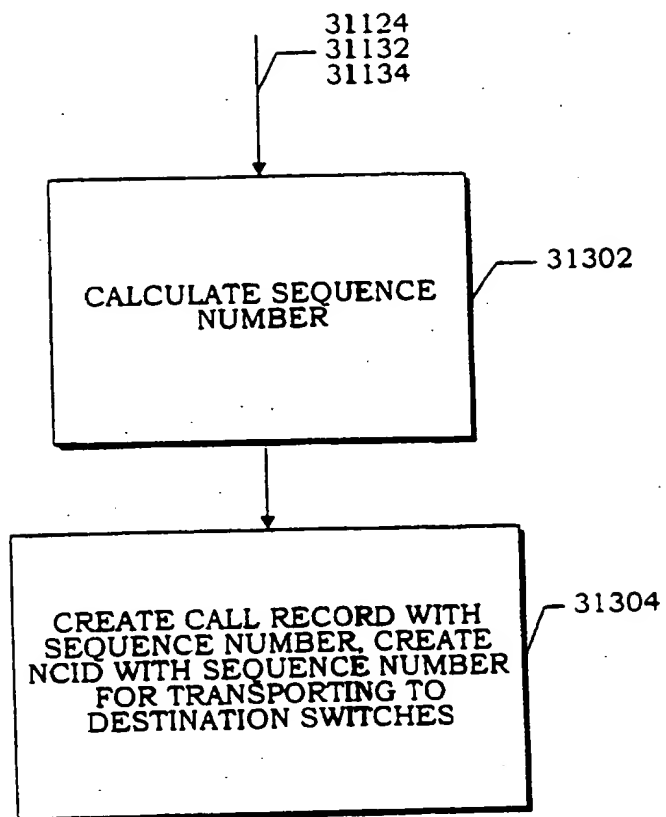 31124
31132
31134
CALCULATE SEQUENCE
NUMBER
31302
CREATE CALL RECORD WITH
SEQUENCE NUMBER, CREATE
NCID WITH SEQUENCE NUMBER
FOR TRANSPORTING TO
DESTINATION SWITCHES
31304